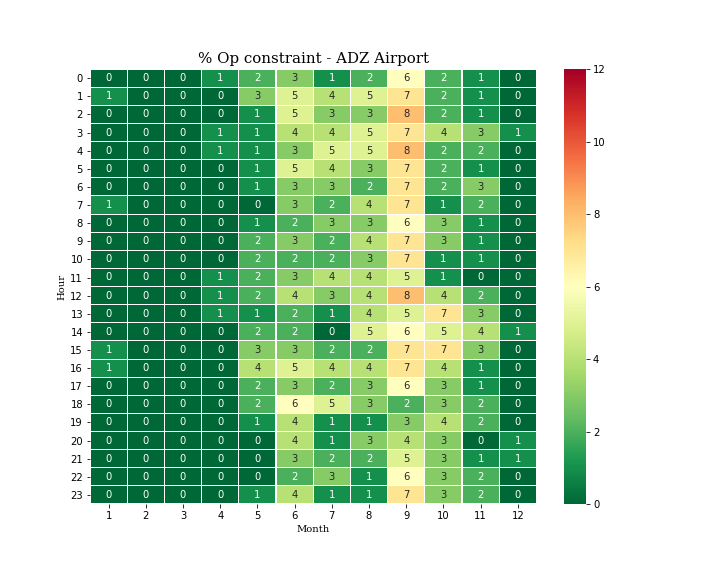 % Op constraint - ADZ Airport
0 0 0 0 1 2 3 1 2 6 2 1 0
1 1 0 0 0 3 5 4 5 7 2 1 0
2 0 0 0 0 1 5 3 3 8 2 1 0
3 0 0 0 1 1 4 4 5 7 4 3 1
4 0 0 0 1 1 3 5 5 8 2 2 0
5 0 0 0 0 1 5 4 3 7 2 1 0
6 0 0 0 0 1 3 3 2 7 2 3 0
7 1 0 0 0 0 3 2 4 7 1 2 0
8 0 0 0 0 1 2 3 3 6 3 1 0
9 0 0 0 0 2 3 2 4 7 3 1 0
10 0 0 0 0 2 2 2 3 7 1 1 0
11 0 0 0 1 2 3 4 4 5 1 0 0
12 0 0 0 1 2 4 3 4 8 4 2 0
13 0 0 0 1 1 2 1 4 5 7 3 0
14 0 0 0 0 2 2 0 5 6 5 4 1
15 1 0 0 0 3 3 2 2 7 7 3 0
16 1 0 0 0 4 5 4 4 7 4 1 0
17 0 0 0 0 2 3 2 3 6 3 1 0
18 0 0 0 0 2 6 5 3 2 3 2 0
19 0 0 0 0 1 4 1 1 3 4 2 0
20 0 0 0 0 0 4 1 3 4 3 0 1
21 0 0 0 0 0 3 2 2 5 3 1 1
22 0 0 0 0 0 2 3 1 6 3 2 0
23 0 0 0 0 1 4 1 1 7 3 2 0
1 2 3 4 5 6 7 8 9 10 11 12
Month
Hour
12
10
8
6
4
2
0